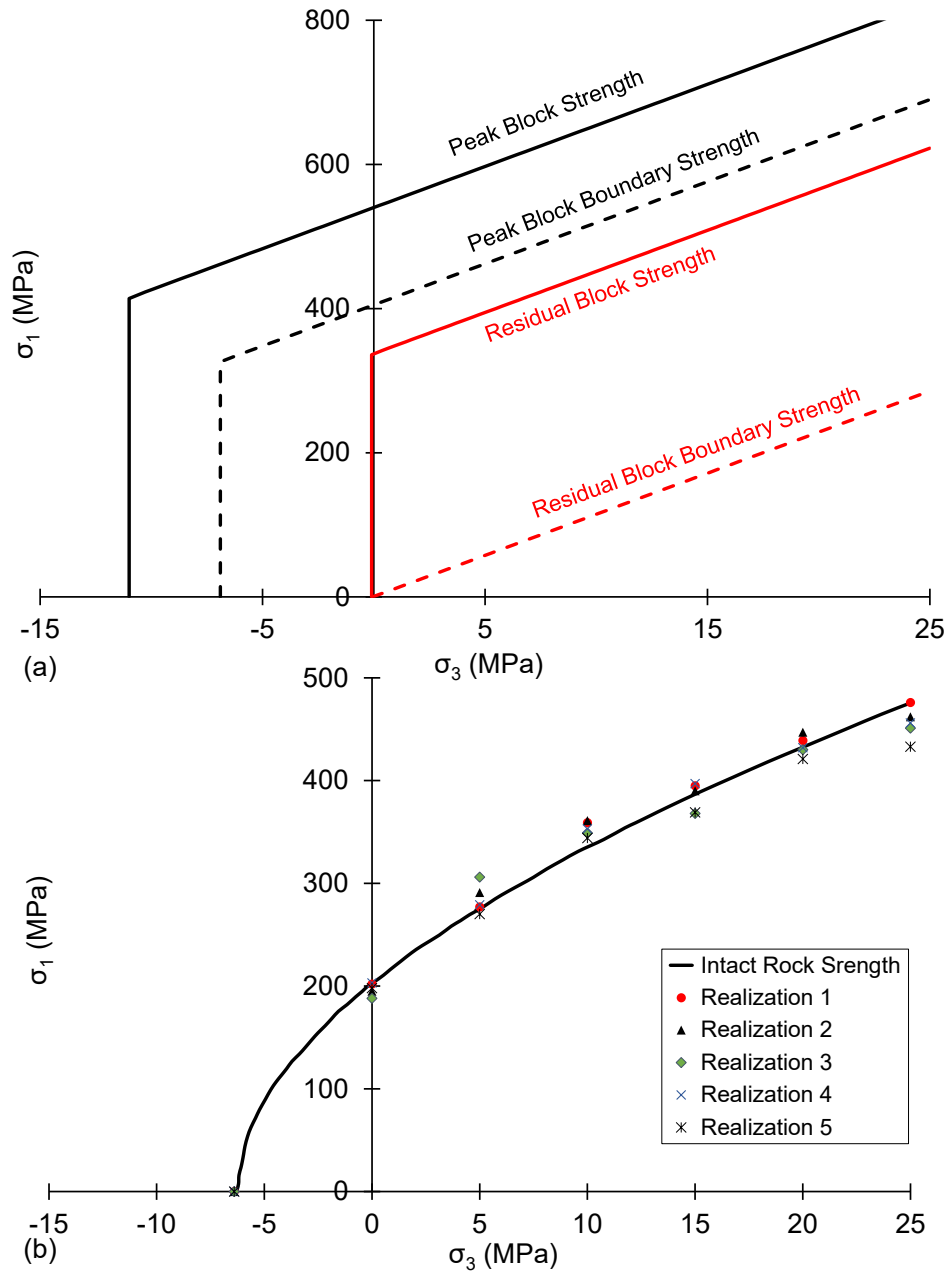 800
Peak Block Strength
600
Peak Block Boundary Strength
σ1 (MPa)
400
Residual Block Strength
200
Residual Block Boundary Strength
0
-15
-5
5
15
25
(a)
σ3 (MPa)
500
400
300
σ1 (MPa)
200
100
0
Intact Rock Srength
Realization 1
Realization 2
Realization 3
Realization 4
Realization 5
-15
-10
-5
0
5
10
15
20
25
(b)
σ3 (MPa)